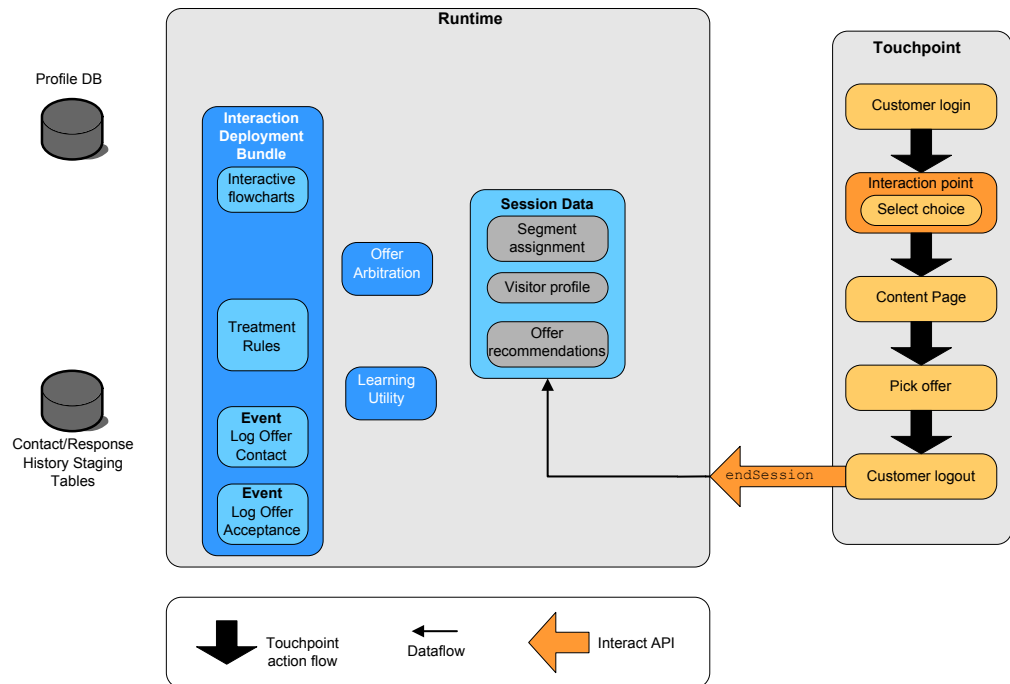 Runtime
Profile DB
Contact/Response
History Staging
Tables
Interaction
Deployment
Bundle
Interactive
flowcharts
Treatment
Rules
Event
Log Offer
Contact
Event
Log Offer
Acceptance
Offer
Arbitration
Learning
Utility
Session Data
Segment
assignment
Visitor profile
Offer
recommendations
endSession
Touchpoint
Customer login
Interaction point
Select choice
Content Page
Pick offer
Customer logout
Touchpoint
action flow
Dataflow
Interact API